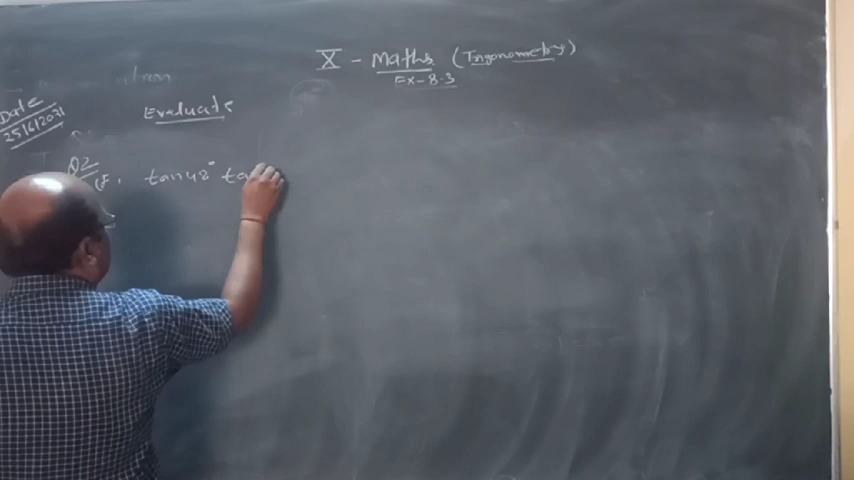 X - Maths (Trigonometry)
Ex-8.3
Date
25/6/2021
Evaluate
Q2
(i). tan48° ta